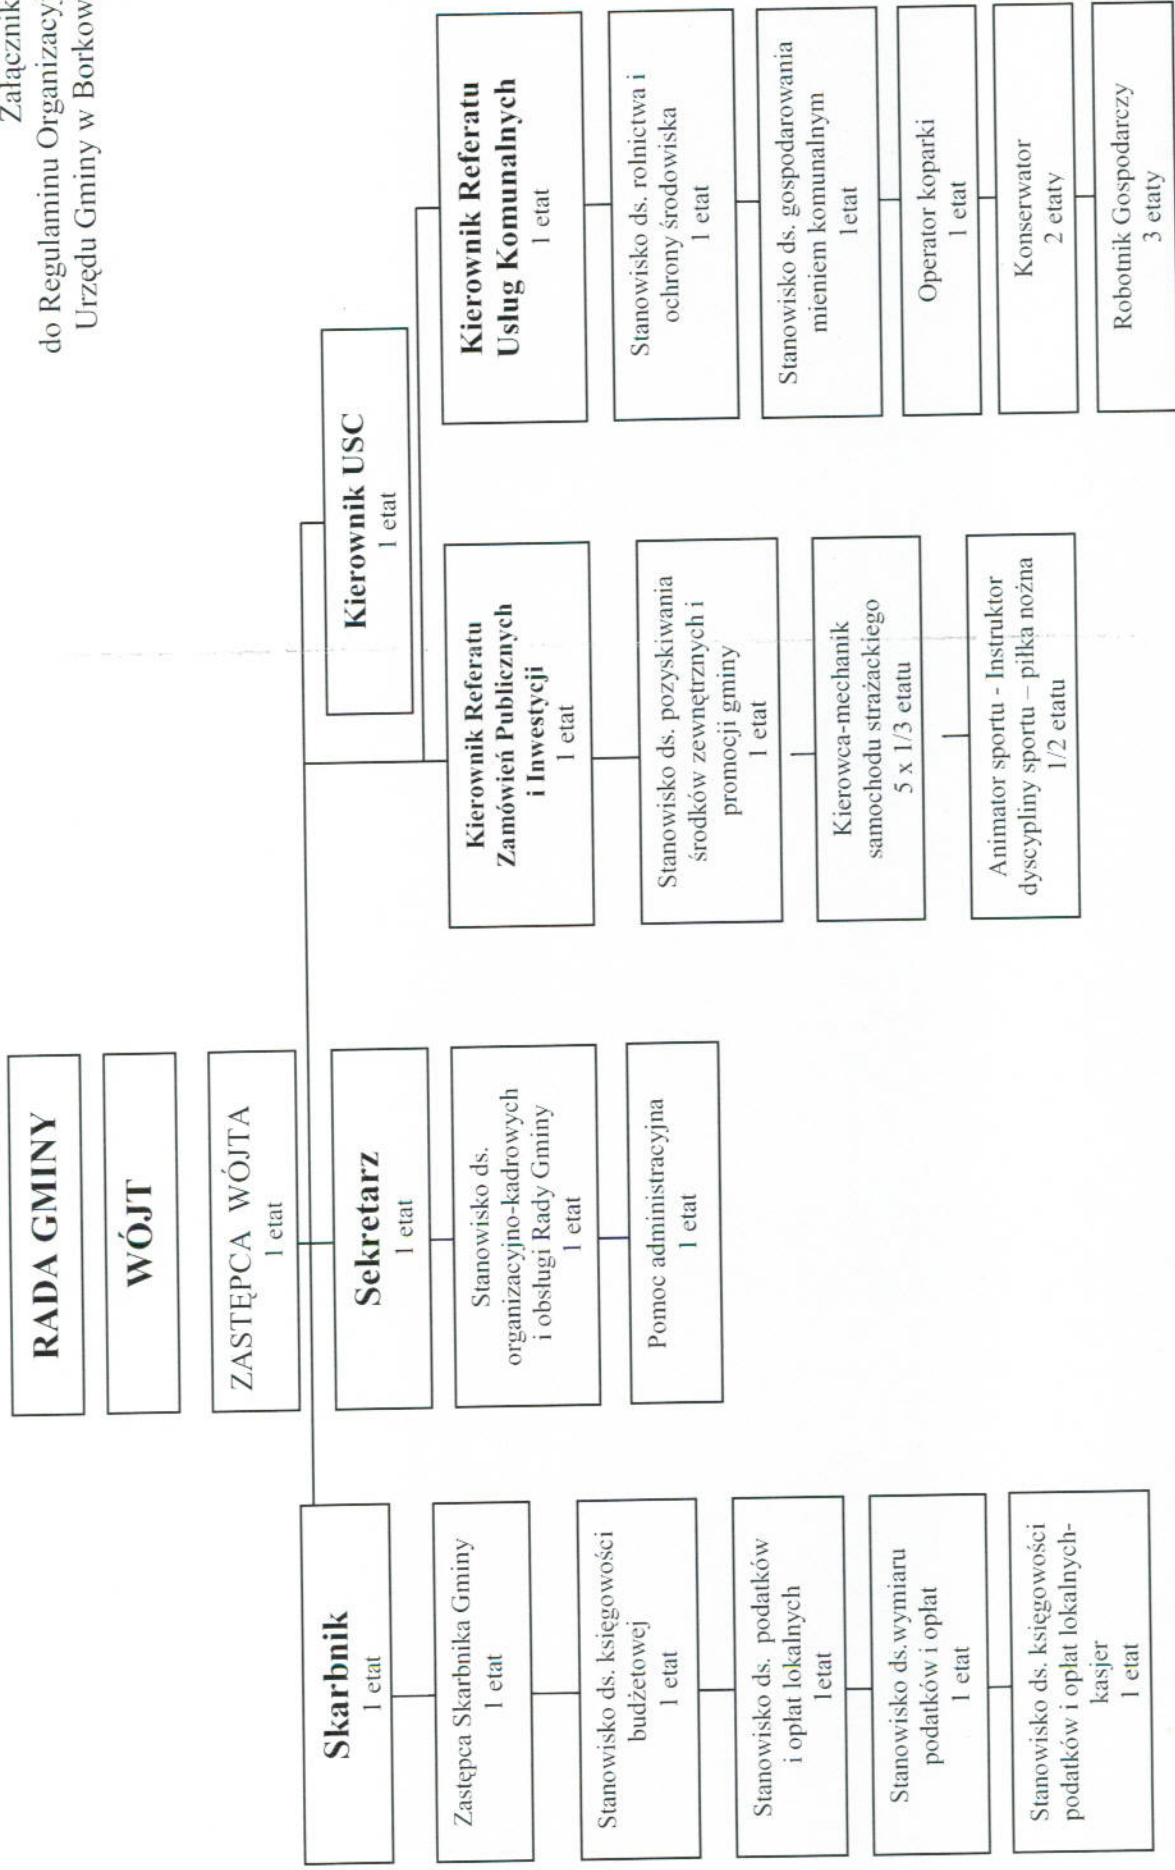 Załącznik
do Regulaminu
Urzędu Gminy w
RADA GMINY
WÓJT
ZASTĘPCA WÓJTA
1 etat
Skarbnik
1 etat
Zastępca Skarbnika Gminy
1 etat
Stanowisko ds. księgowości
budżetowej
1 etat
Stanowisko ds. podatków
i opłat lokalnych
1etat
Stanowisko ds.wymiaru
podatków i opłat
1 etat
Stanowisko ds. księgowości
podatków i opłat lokalnych-
kasjer
1 etat
Sekretarz
1 etat
Stanowisko ds.
organizacyjno-kadrowych
i obsługi Rady Gminy
1 etat
Pomoc administracyjna
1 etat
Kierownik USC
1 etat
Kierownik Referatu
Zamówień Publicznych
i Inwestycji
1 etat
Stanowisko ds. pozyskiwania
środków zewnętrznych i
promocji gminy
1 etat
Kierowca-mechanik
samochodu strażackiego
5 x 1/3 etatu
Animator sportu - Instruktor
dyscypliny sportu – piłka nożna
1/2 etatu
Kierownik Referatu
Usług Komunalnych
1 etat
Stanowisko ds. rolnictwa i
ochrony środowiska
1 etat
Stanowisko ds. gospodarowania
mieniem komunalnym
1etat
Operator koparki
1 etat
Konserwator
2 etaty
Robotnik Gospodarczy
3 etaty